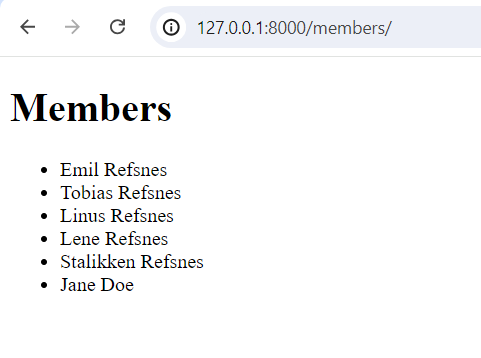 127.0.0.1:8000/members/
Members
Emil Refsnes
Tobias Refsnes
Linus Refsnes
Lene Refsnes
Stalikken Refsnes
Jane Doe